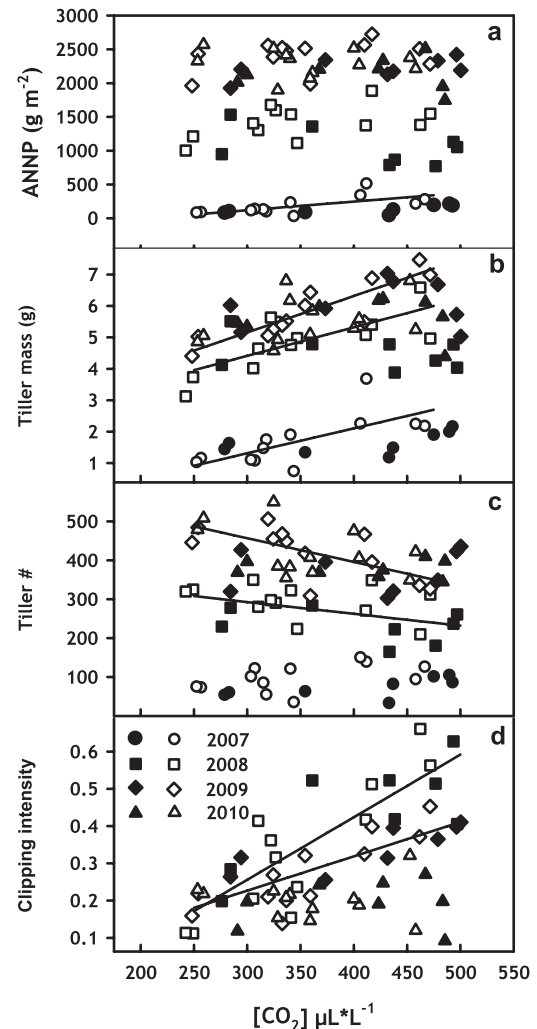 a
3000
2500
2000
1500
1000
500
0
ANNP (g m⁻²)
b
7
6
5
4
3
2
1
Tiller mass (g)
c
500
400
300
200
100
Tiller #
d
2007
2008
2009
2010
0.6
0.5
0.4
0.3
0.2
0.1
Clipping intensity
200 250 300 350 400 450 500 550
[CO₂] µL*L⁻¹